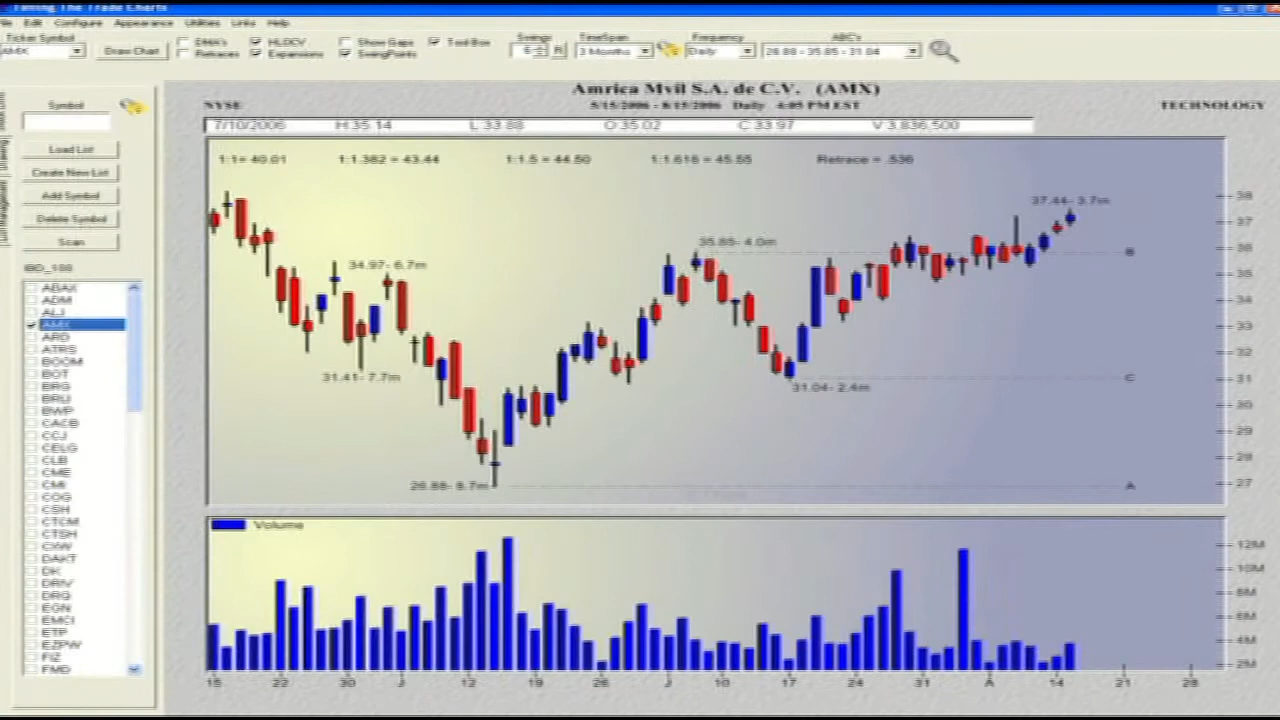 Timing The Trade Charts
File Edit Configure Appearance Utilities Links Help
Ticker Symbol
AMX
Draw Chart
DMA's
Retraces
HLOCV
Expansions
Show Gaps
SwingPoints
Tool Box
Swings
6
R
TimeSpan
3 Months
Frequency
Daily
ABC's
26.88 - 35.85 - 31.04
Amrica Mvil S.A. de C.V. (AMX)
NYSE
5/15/2006 - 8/15/2006 Daily 4:05 PM EST
TECHNOLOGY
7/10/2006 H:35.14 L:33.88 O:35.02 C:33.97 V:3,836,500
1:1= 40.01 1:1.382 = 43.44 1:1.5 = 44.50 1:1.618 = 45.55 Retrace = .536
Symbol
Load List
Create New List
Add Symbol
Delete Symbol
Scan
IBD_100
ABAX
ADM
ALJ
AMX
ARD
ATRS
BOOM
BOT
BRG
BRU
BWP
CACB
CCJ
CELG
CLB
CME
CMI
COG
CSH
CTCM
CTSH
CXW
DAKT
DK
DRIV
DRQ
EGN
EMCI
ETP
EZPW
FIZ
FMD
34.97- 6.7m
31.41- 7.7m
26.88- 8.7m
35.85- 4.0m
31.04- 2.4m
37.44- 3.7m
B
C
A
38
37
36
35
34
33
32
31
30
29
28
27
Volume
12M
10M
8M
6M
4M
2M
15 22 30 J 12 19 26 J 10 17 24 31 A 14 21 28